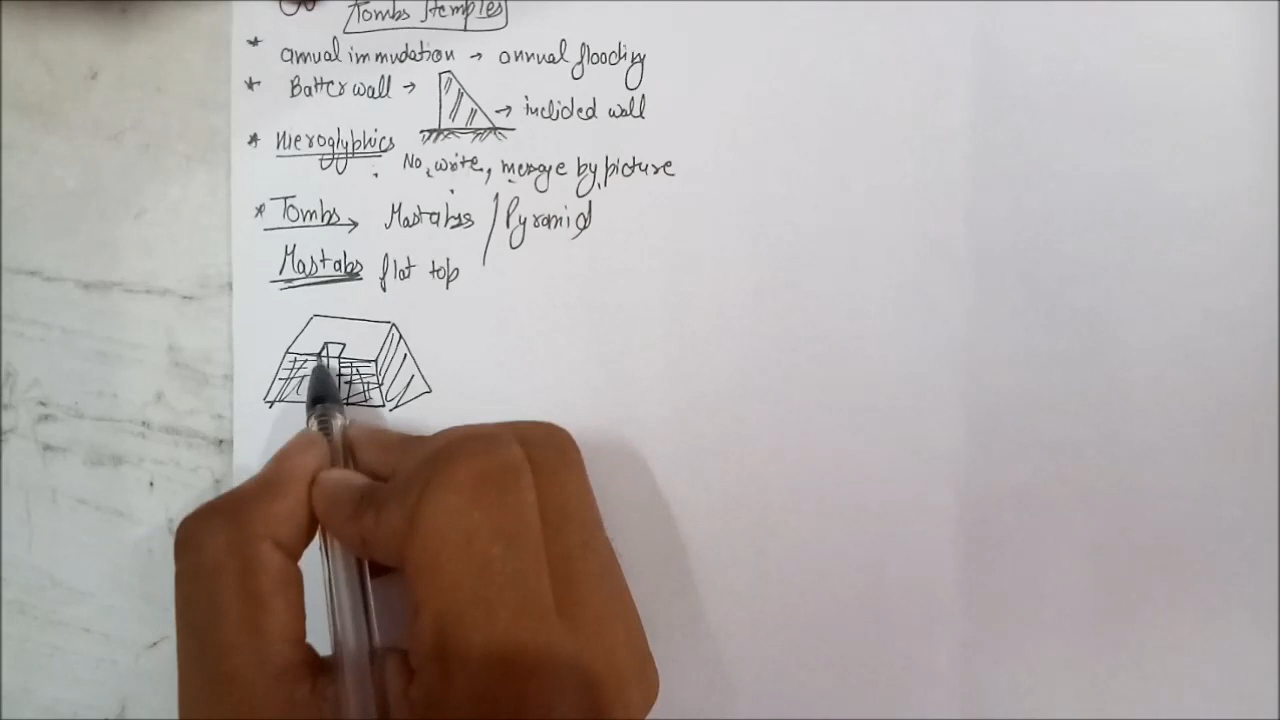 Tombs &temples
* annual immudation → annual flooding
* Batter wall →
→ inclided wall
* Hieroglyphics
No, write, message by picture
* Tombs → Mastabs / Pyramid
Mastabs flat top